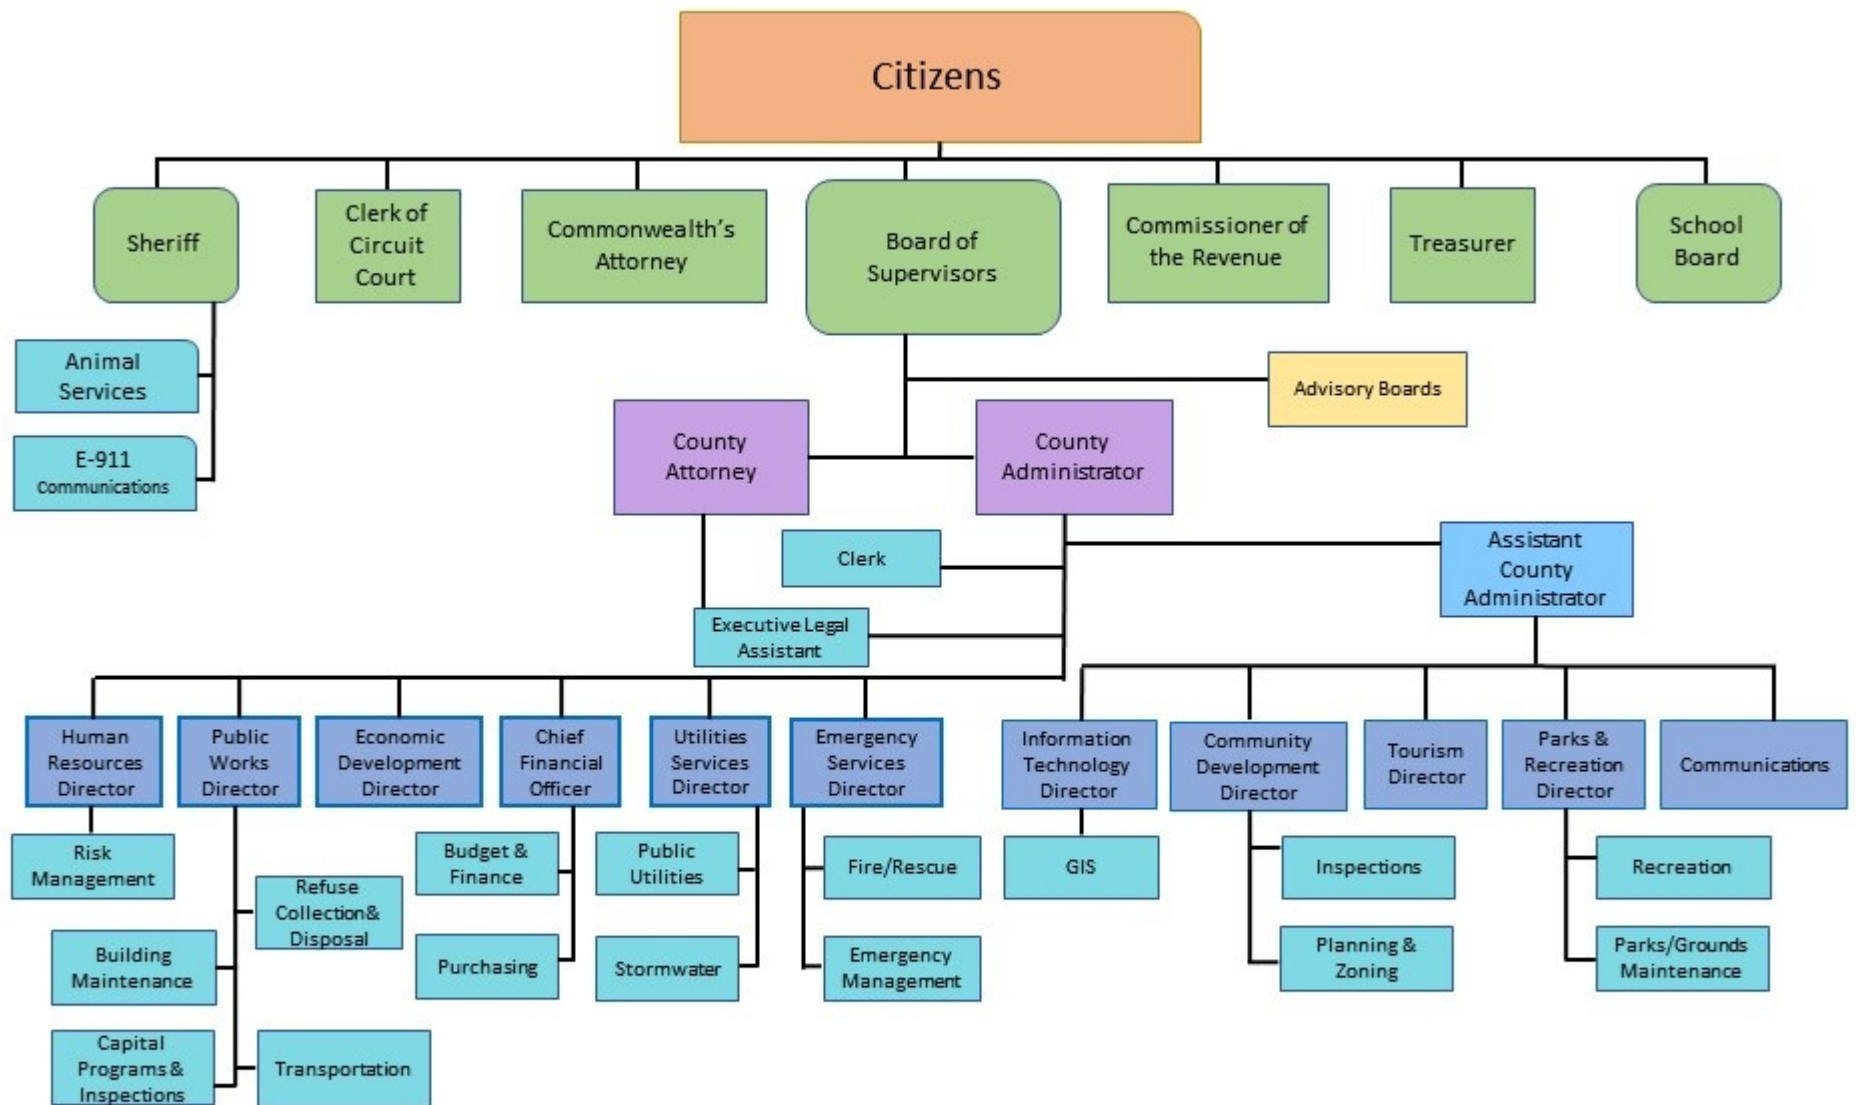 Citizens
Sheriff
Clerk of
Circuit
Court
Commonwealth's
Attorney
Board of
Supervisors
Commissioner of
the Revenue
Treasurer
School
Board
Animal
Services
E-911
Communications
Advisory Boards
County
Attorney
County
Administrator
Clerk
Executive Legal
Assistant
Assistant
County
Administrator
Human
Resources
Director
Public
Works
Director
Economic
Development
Director
Chief
Financial
Officer
Utilities
Services
Director
Emergency
Services
Director
Information
Technology
Director
Community
Development
Director
Tourism
Director
Parks &
Recreation
Director
Communications
Risk
Management
Refuse
Collection&
Disposal
Building
Maintenance
Capital
Programs &
Inspections
Transportation
Budget &
Finance
Purchasing
Public
Utilities
Stormwater
Fire/Rescue
Emergency
Management
GIS
Inspections
Planning &
Zoning
Recreation
Parks/Grounds
Maintenance